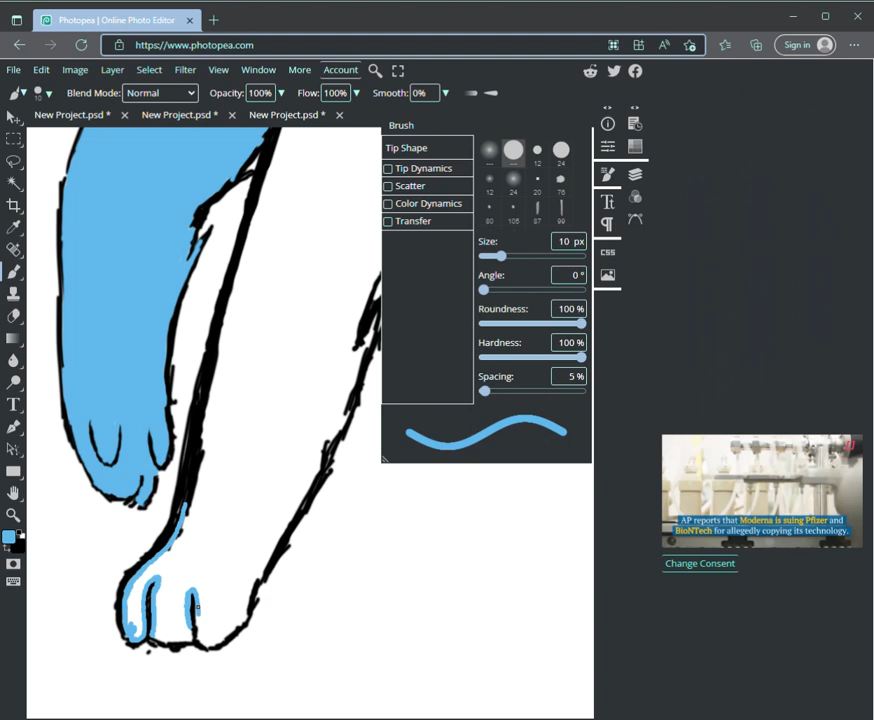 Photopea | Online Photo Editor
https://www.photopea.com
Sign in
File Edit Image Layer Select Filter View Window More Account
10 Blend Mode: Normal Opacity: 100% Flow: 100% Smooth: 0%
New Project.psd * New Project.psd * New Project.psd *
Brush
Tip Shape
Tip Dynamics
Scatter
Color Dynamics
Transfer
--- --- 12 24
12 24 20 76
80 105 87 99
Size: 10 px
Angle: 0°
Roundness: 100 %
Hardness: 100 %
Spacing: 5 %
CSS
AP reports that Moderna is suing Pfizer and
BioNTech for allegedly copying its technology.
Change Consent